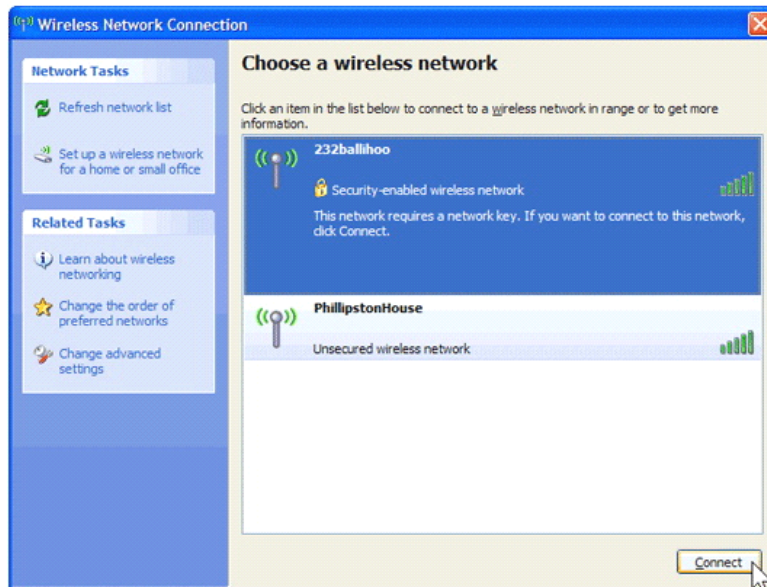 Wireless Network Connection
Network Tasks
Refresh network list
Set up a wireless network
for a home or small office
Related Tasks
Learn about wireless
networking
Change the order of
preferred networks
Change advanced
settings
Choose a wireless network
Click an item in the list below to connect to a wireless network in range or to get more
information.
232ballihoo
Security-enabled wireless network
This network requires a network key. If you want to connect to this network,
click Connect.
PhillipstonHouse
Unsecured wireless network
Connect